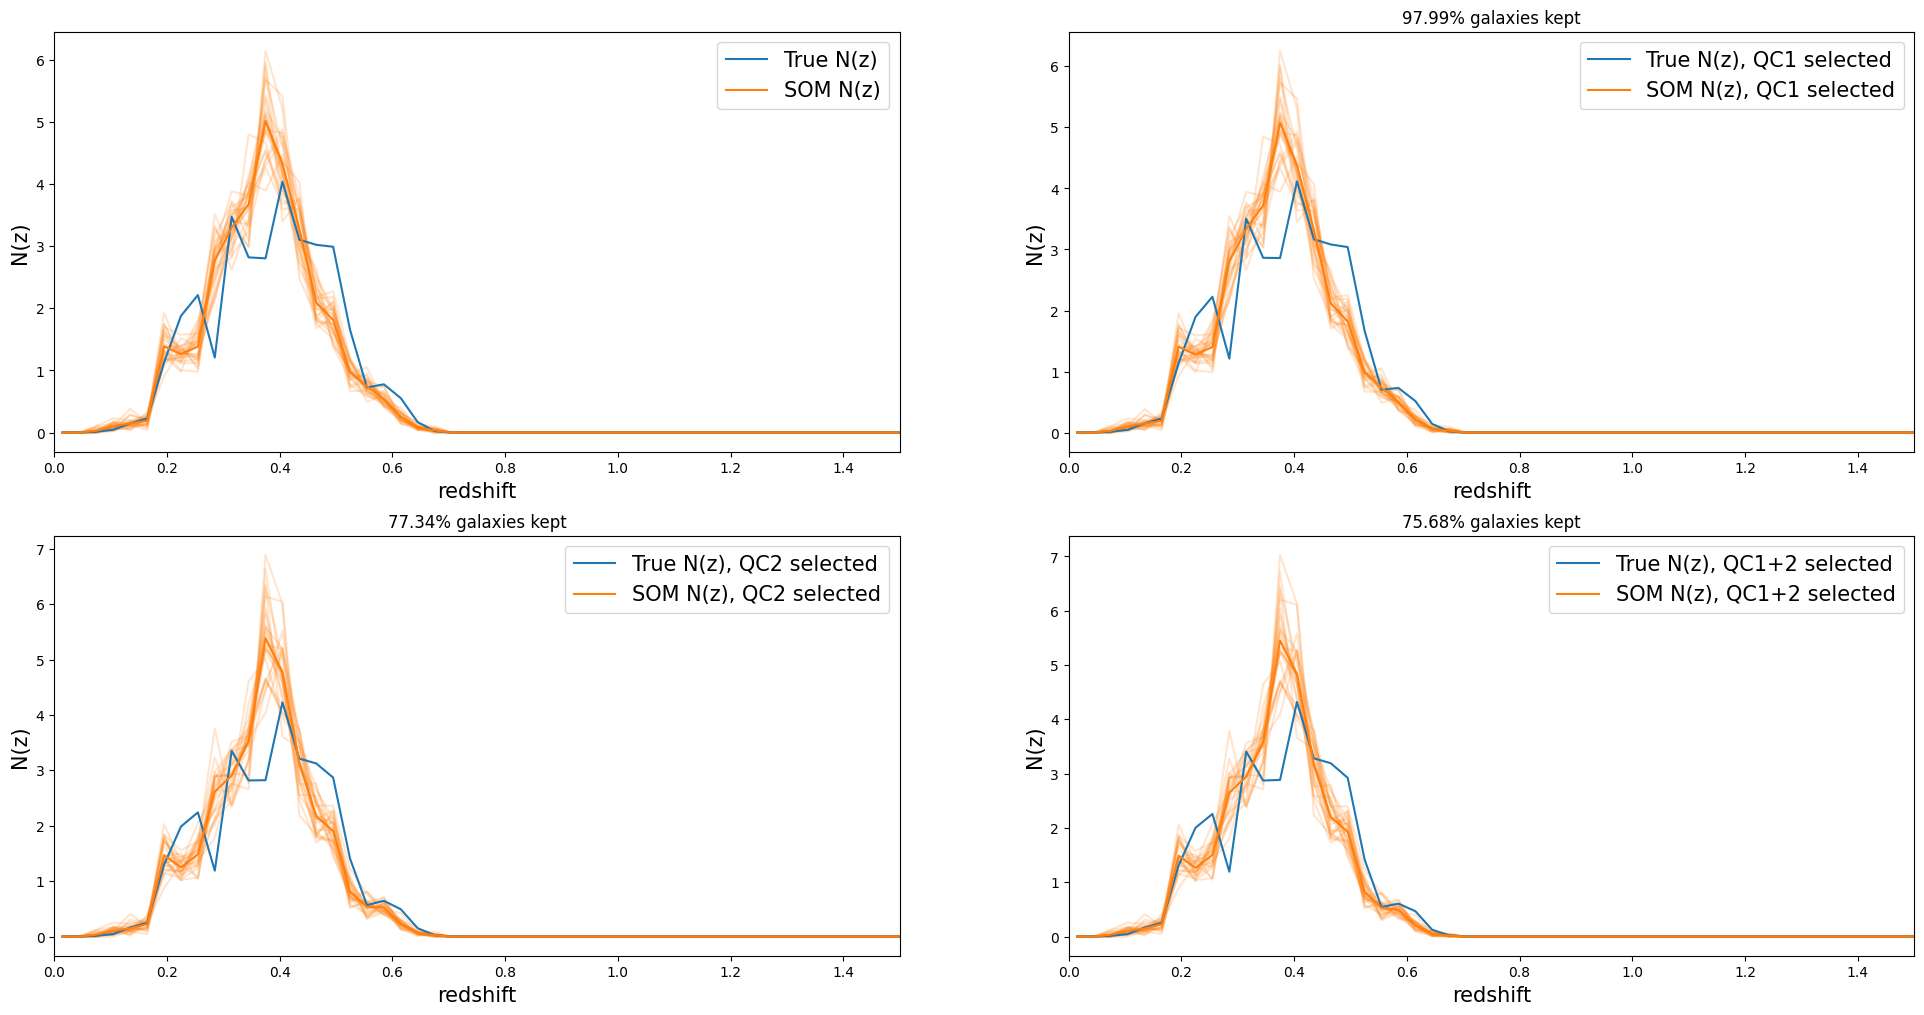 True N(z)
SOM N(z)
N(z)
0
1
2
3
4
5
6
0.0 0.2 0.4 0.6 0.8 1.0 1.2 1.4
redshift
97.99% galaxies kept
True N(z), QC1 selected
SOM N(z), QC1 selected
N(z)
0
1
2
3
4
5
6
0.0 0.2 0.4 0.6 0.8 1.0 1.2 1.4
redshift
77.34% galaxies kept
True N(z), QC2 selected
SOM N(z), QC2 selected
N(z)
0
1
2
3
4
5
6
7
0.0 0.2 0.4 0.6 0.8 1.0 1.2 1.4
redshift
75.68% galaxies kept
True N(z), QC1+2 selected
SOM N(z), QC1+2 selected
N(z)
0
1
2
3
4
5
6
7
0.0 0.2 0.4 0.6 0.8 1.0 1.2 1.4
redshift